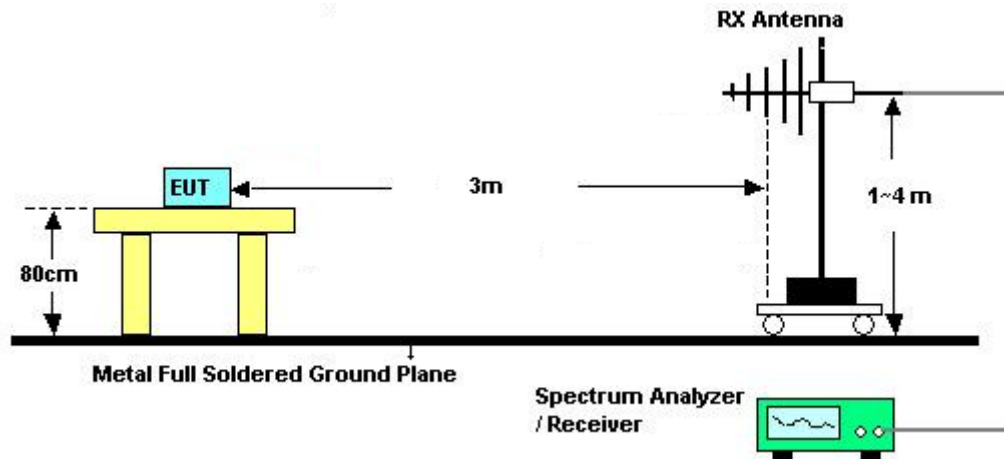 RX Antenna
EUT
3m
1~4 m
80cm
Metal Full Soldered Ground Plane
Spectrum Analyzer
/ Receiver